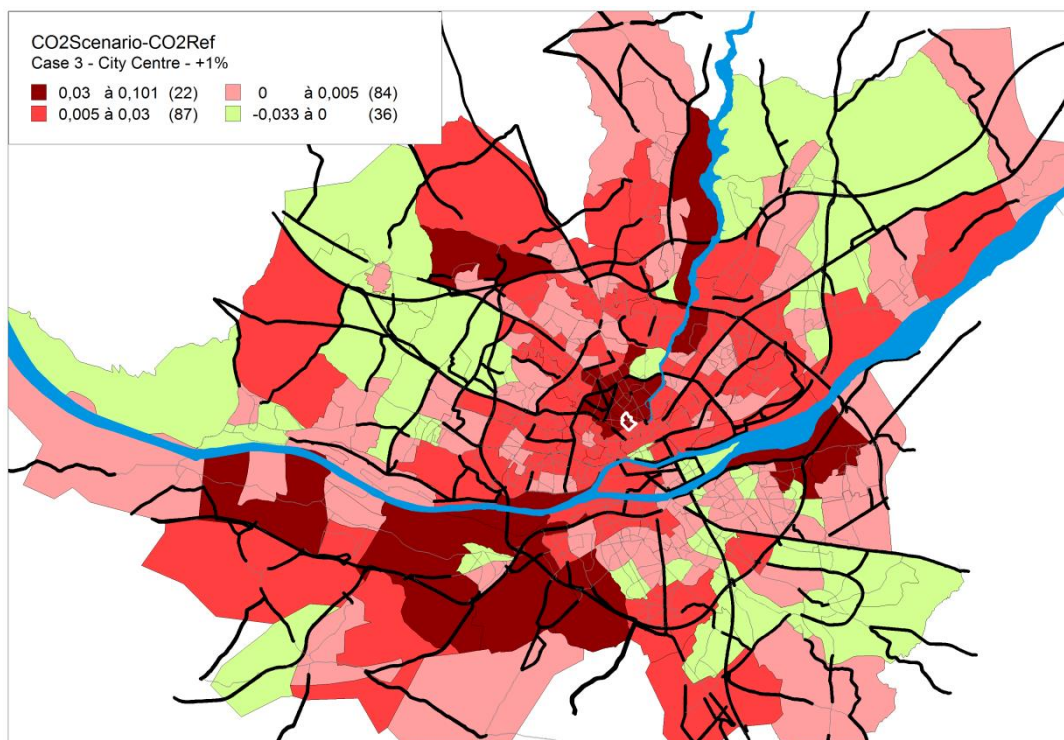 CO2Scenario-CO2Ref
Case 3 - City Centre - +1%
0,03 à 0,101 (22) 0 à 0,005 (84)
0,005 à 0,03 (87) -0,033 à 0 (36)